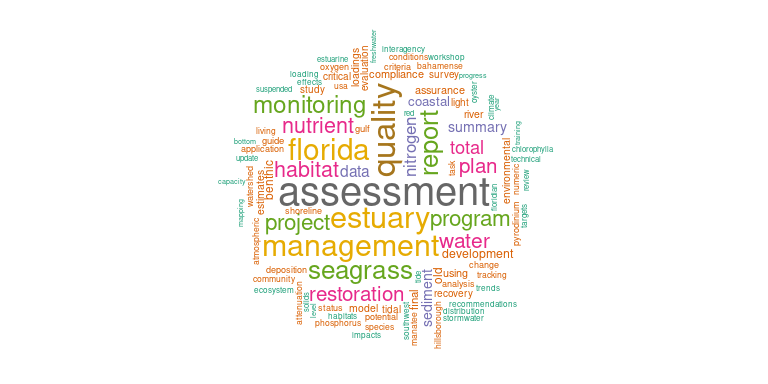 freshwater
interagency
estuarine
conditions
workshop
oxygen
loadings
evaluation
criteria
bahamense
loading
critical
compliance
survey
progress
effects
usa
suspended
study
assurance
oyster
monitoring
quality
coastal
light
climate
year
nutrient
gulf
red
nitrogen
report
river
summary
training
living
bottom
guide
florida
total
environmental
chlorophylla
application
update
habitat
data
task
plan
technical
benthic
numeric
review
capacity
watershed
estimates
assessment
floridian
mapping
shoreline
project
estuary
program
pyrodinium
targets
atmospheric
management
water
development
deposition
seagrass
tide
old
change
community
sediment
using
tracking
ecosystem
analysis
trends
attenuation
solids
restoration
final
recovery
level
status
model
tidal
southwest
manatee
recommendations
habitats
potential
hillsborough
distribution
phosphorus
species
stormwater
impacts